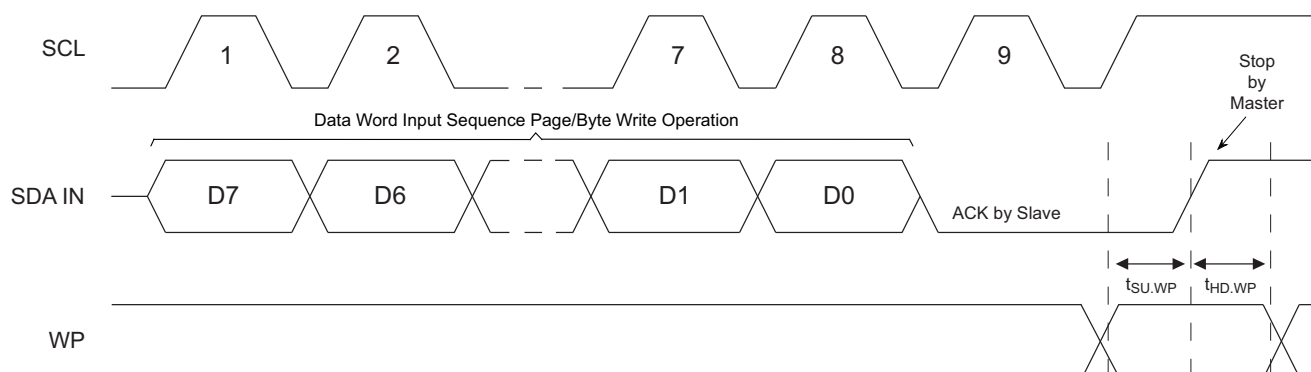 SCL
1
2
7
8
9
Stop
by
Master
Data Word Input Sequence Page/Byte Write Operation
SDA IN
D7
D6
D1
D0
ACK by Slave
tSU.WP
tHD.WP
WP